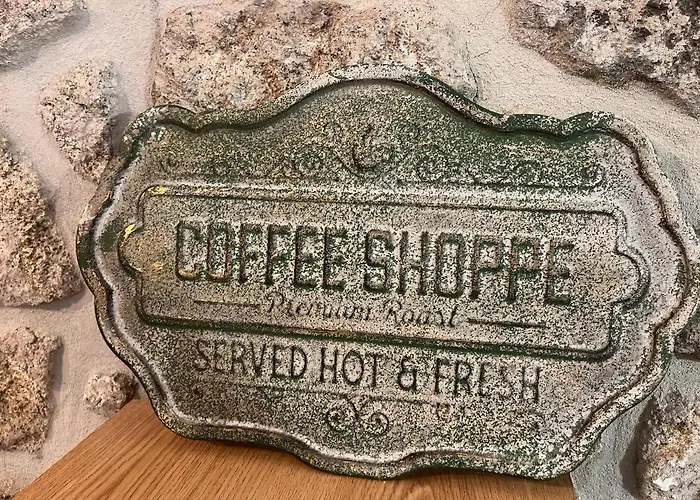 COFFEE SHOPPE
Premium Roast
SERVED HOT & FRESH